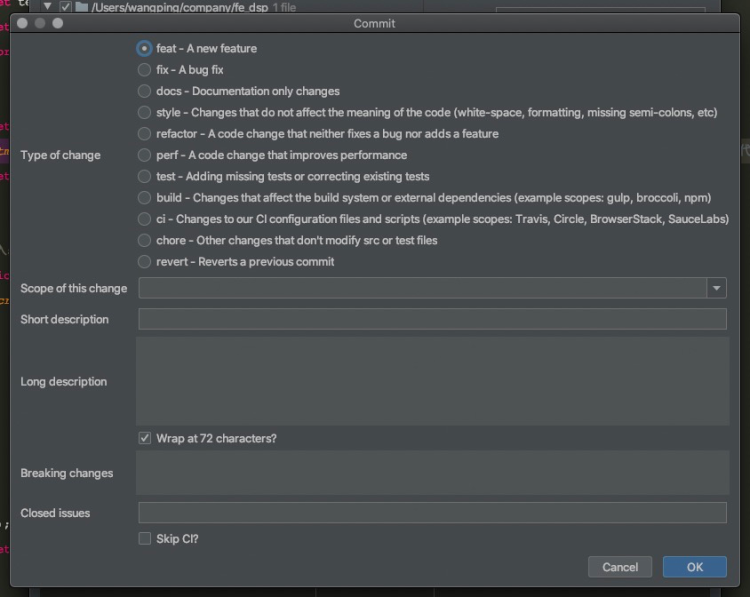 /Users/wangping/company/fe_dsp 1 file
Commit
feat - A new feature
fix - A bug fix
docs - Documentation only changes
style - Changes that do not affect the meaning of the code (white-space, formatting, missing semi-colons, etc)
refactor - A code change that neither fixes a bug nor adds a feature
Type of change
perf - A code change that improves performance
test - Adding missing tests or correcting existing tests
build - Changes that affect the build system or external dependencies (example scopes: gulp, broccoli, npm)
ci - Changes to our CI configuration files and scripts (example scopes: Travis, Circle, BrowserStack, SauceLabs)
chore - Other changes that don't modify src or test files
revert - Reverts a previous commit
Scope of this change
Short description
Long description
Wrap at 72 characters?
Breaking changes
Closed issues
Skip CI?
Cancel
OK